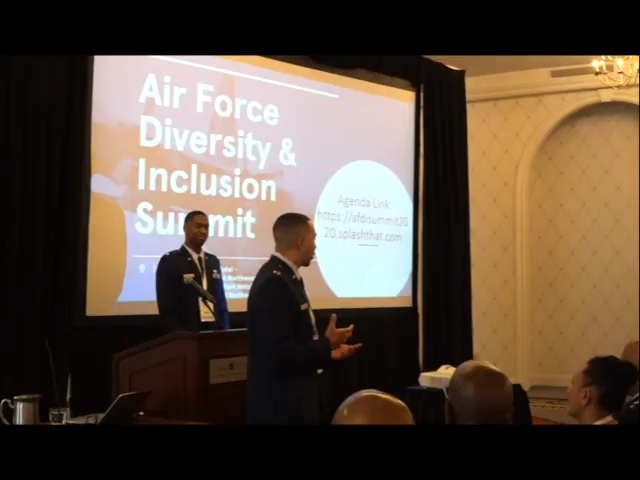 Air Force
Diversity &
Inclusion
Summit
Agenda Link:
https://afdisummit20
20.splashthat.com